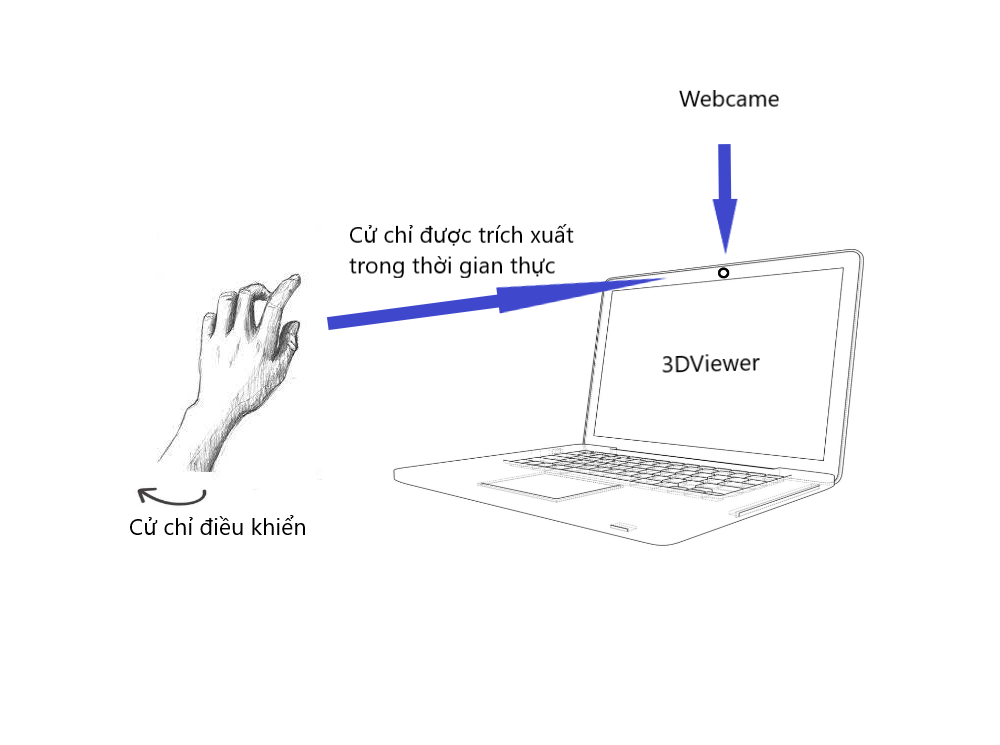 Webcame
Cử chỉ được trích xuất
trong thời gian thực
3DViewer
Cử chỉ điều khiển